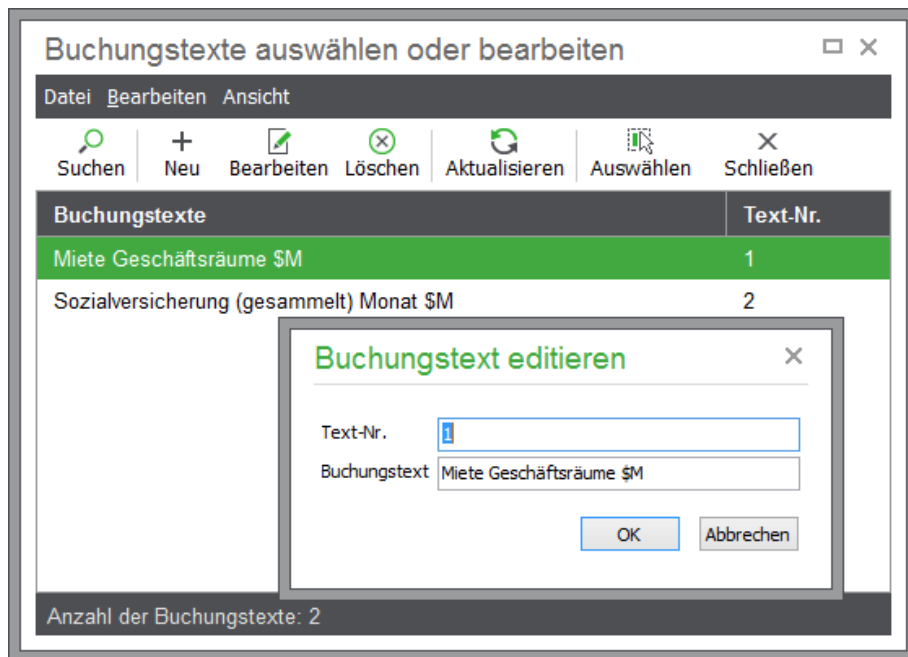 Buchungstexte auswählen oder bearbeiten
Datei Bearbeiten Ansicht
Suchen Neu Bearbeiten Löschen Aktualisieren Auswählen Schließen
Buchungstexte Text-Nr.
Miete Geschäftsräume $M 1
Sozialversicherung (gesammelt) Monat $M 2
Buchungstext editieren
Text-Nr. 1
Buchungstext Miete Geschäftsräume $M
OK Abbrechen
Anzahl der Buchungstexte: 2